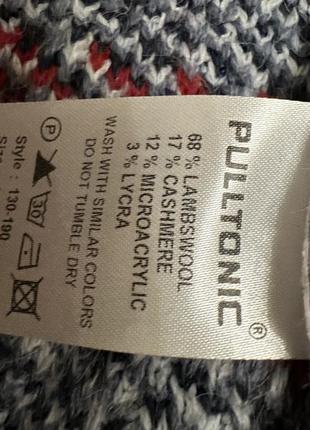 PULLTONIC ®
68 % LAMBSWOOL
17 % CASHMERE
12 % MICROACRYLIC
3 % LYCRA
WASH WITH SIMILAR COLORS
DO NOT TUMBLE DRY
P 30
Style : 130-190